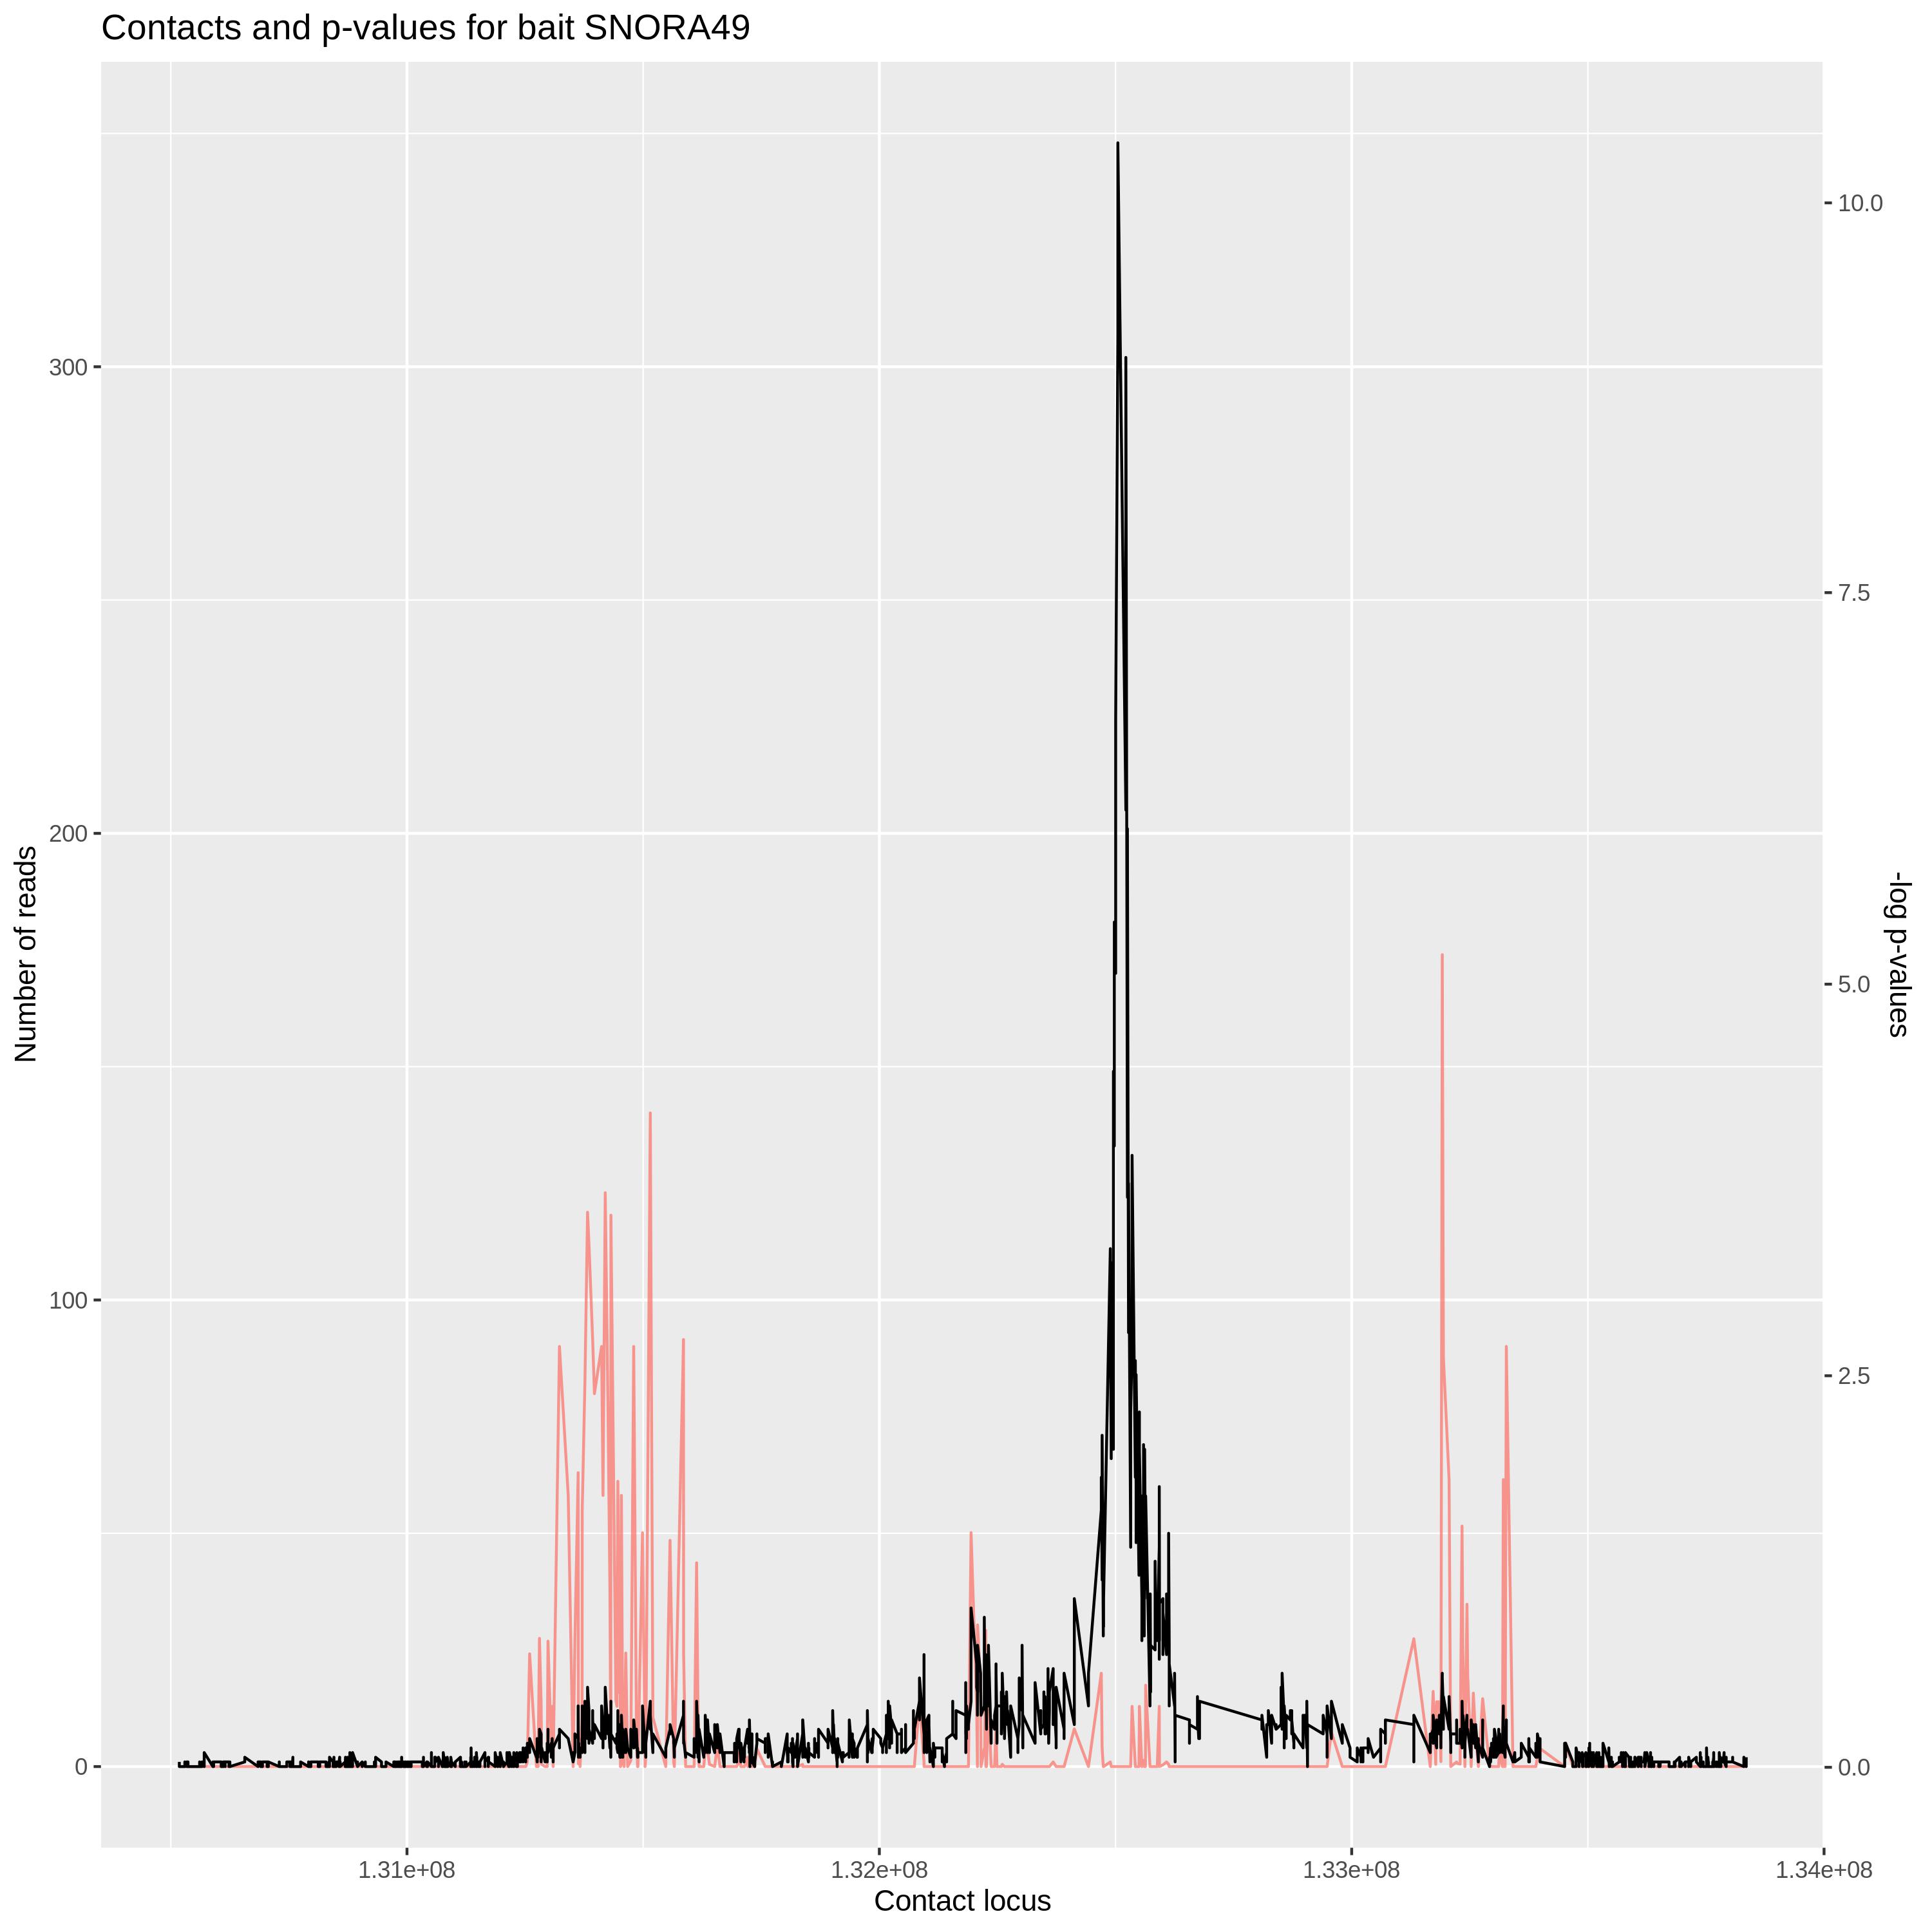 Contacts and p-values for bait SNORA49
Number of reads
300
200
100
0
10.0
7.5
5.0
2.5
0.0
-log p-values
1.31e+08
1.32e+08
1.33e+08
1.34e+08
Contact locus